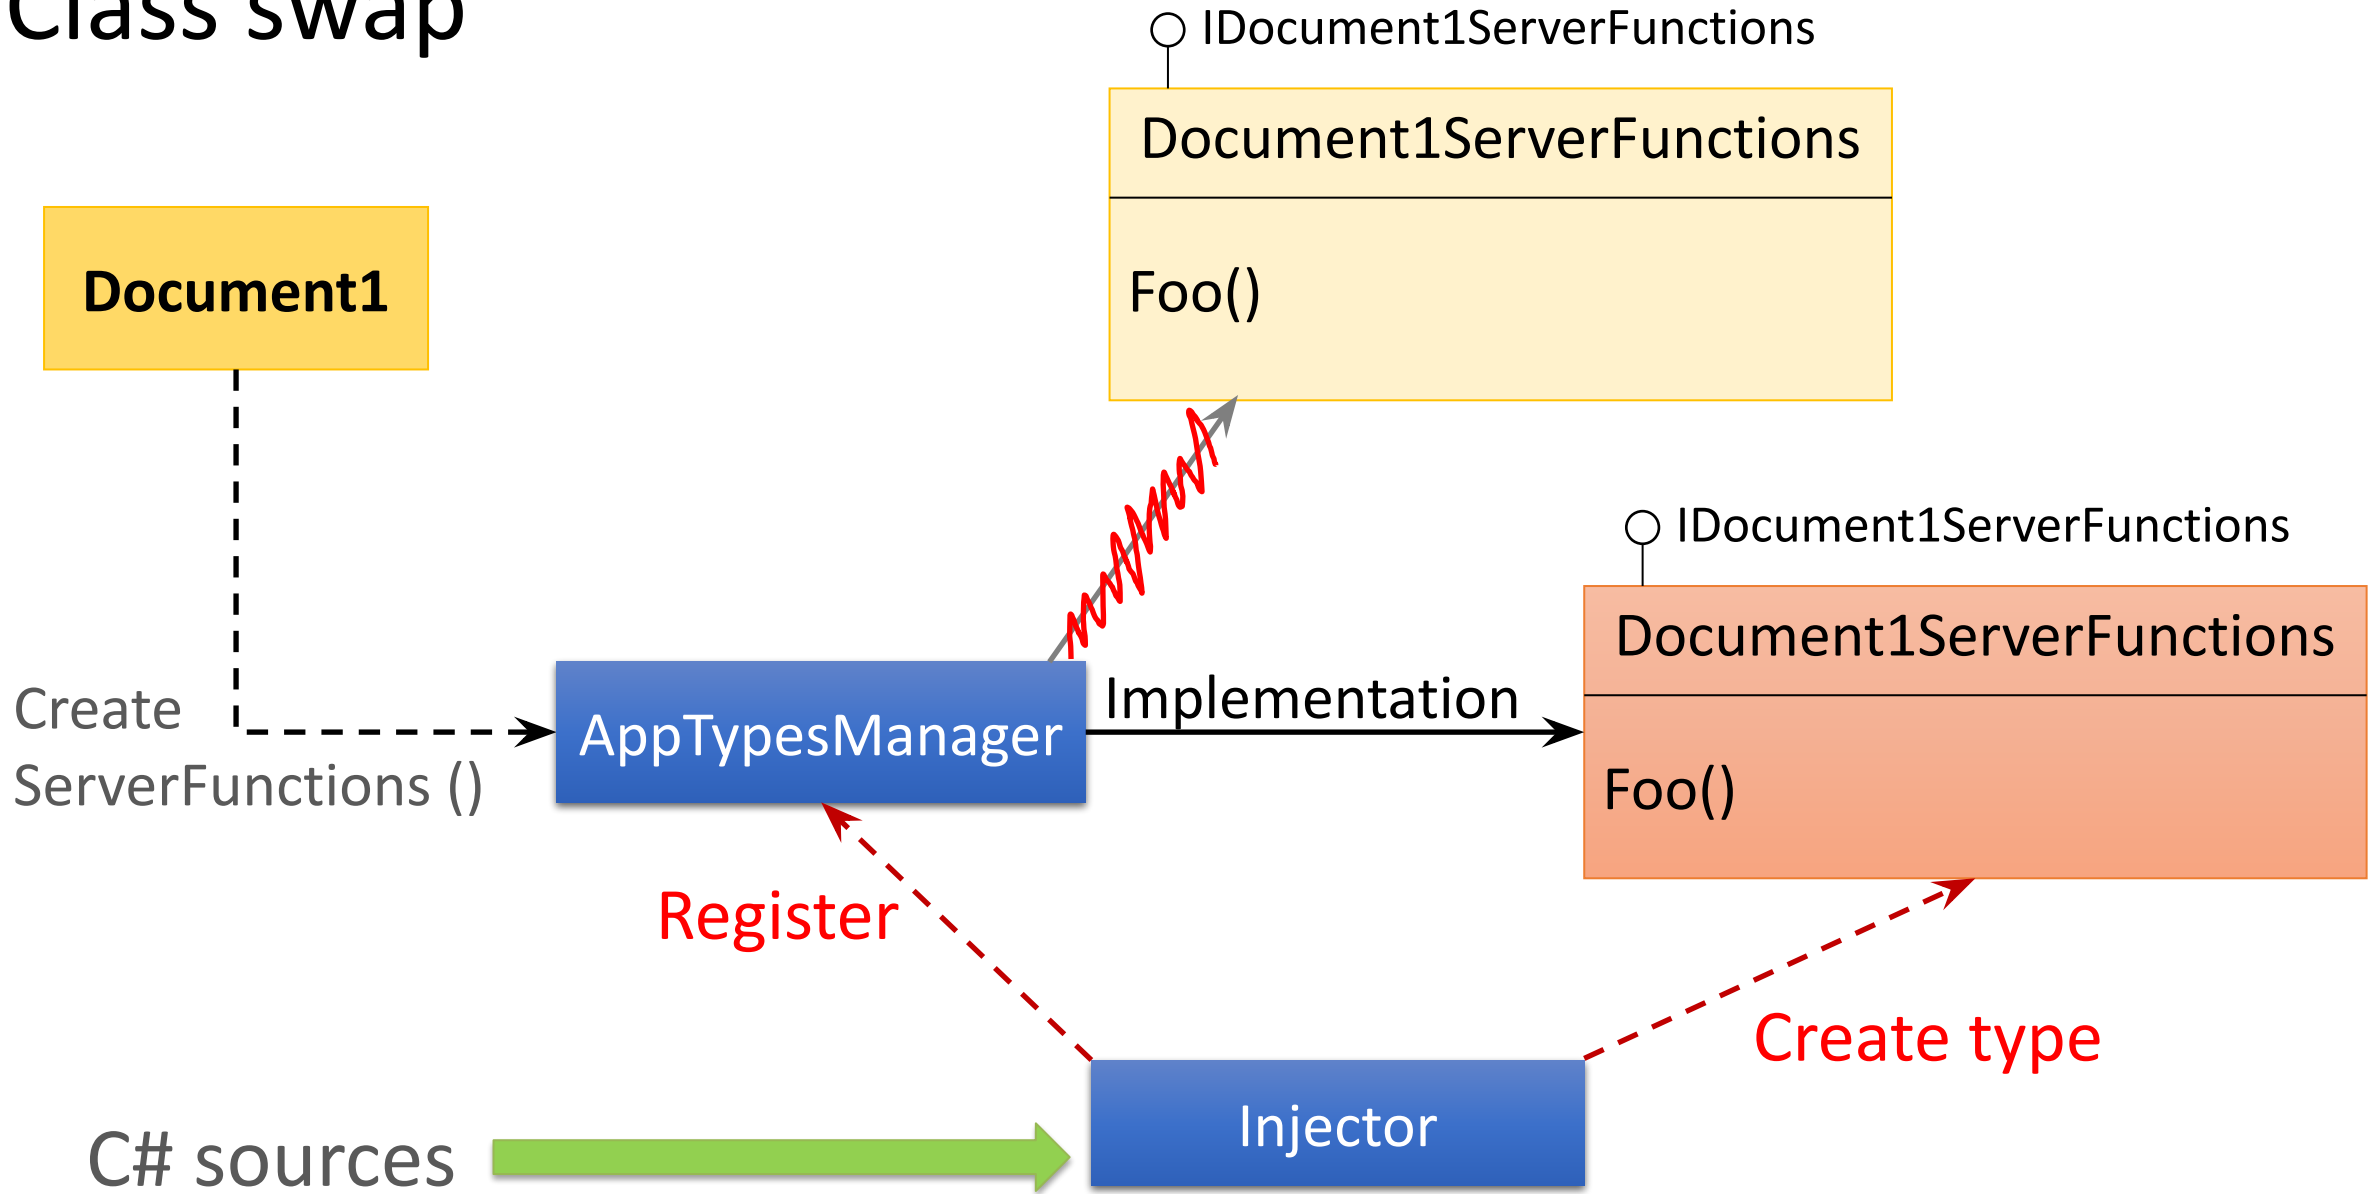 Class swap
IDocument1ServerFunctions
Document1ServerFunctions
Foo()
Document1
IDocument1ServerFunctions
Document1ServerFunctions
Foo()
Create
ServerFunctions ()
AppTypesManager
Implementation
Register
Create type
Injector
C# sources